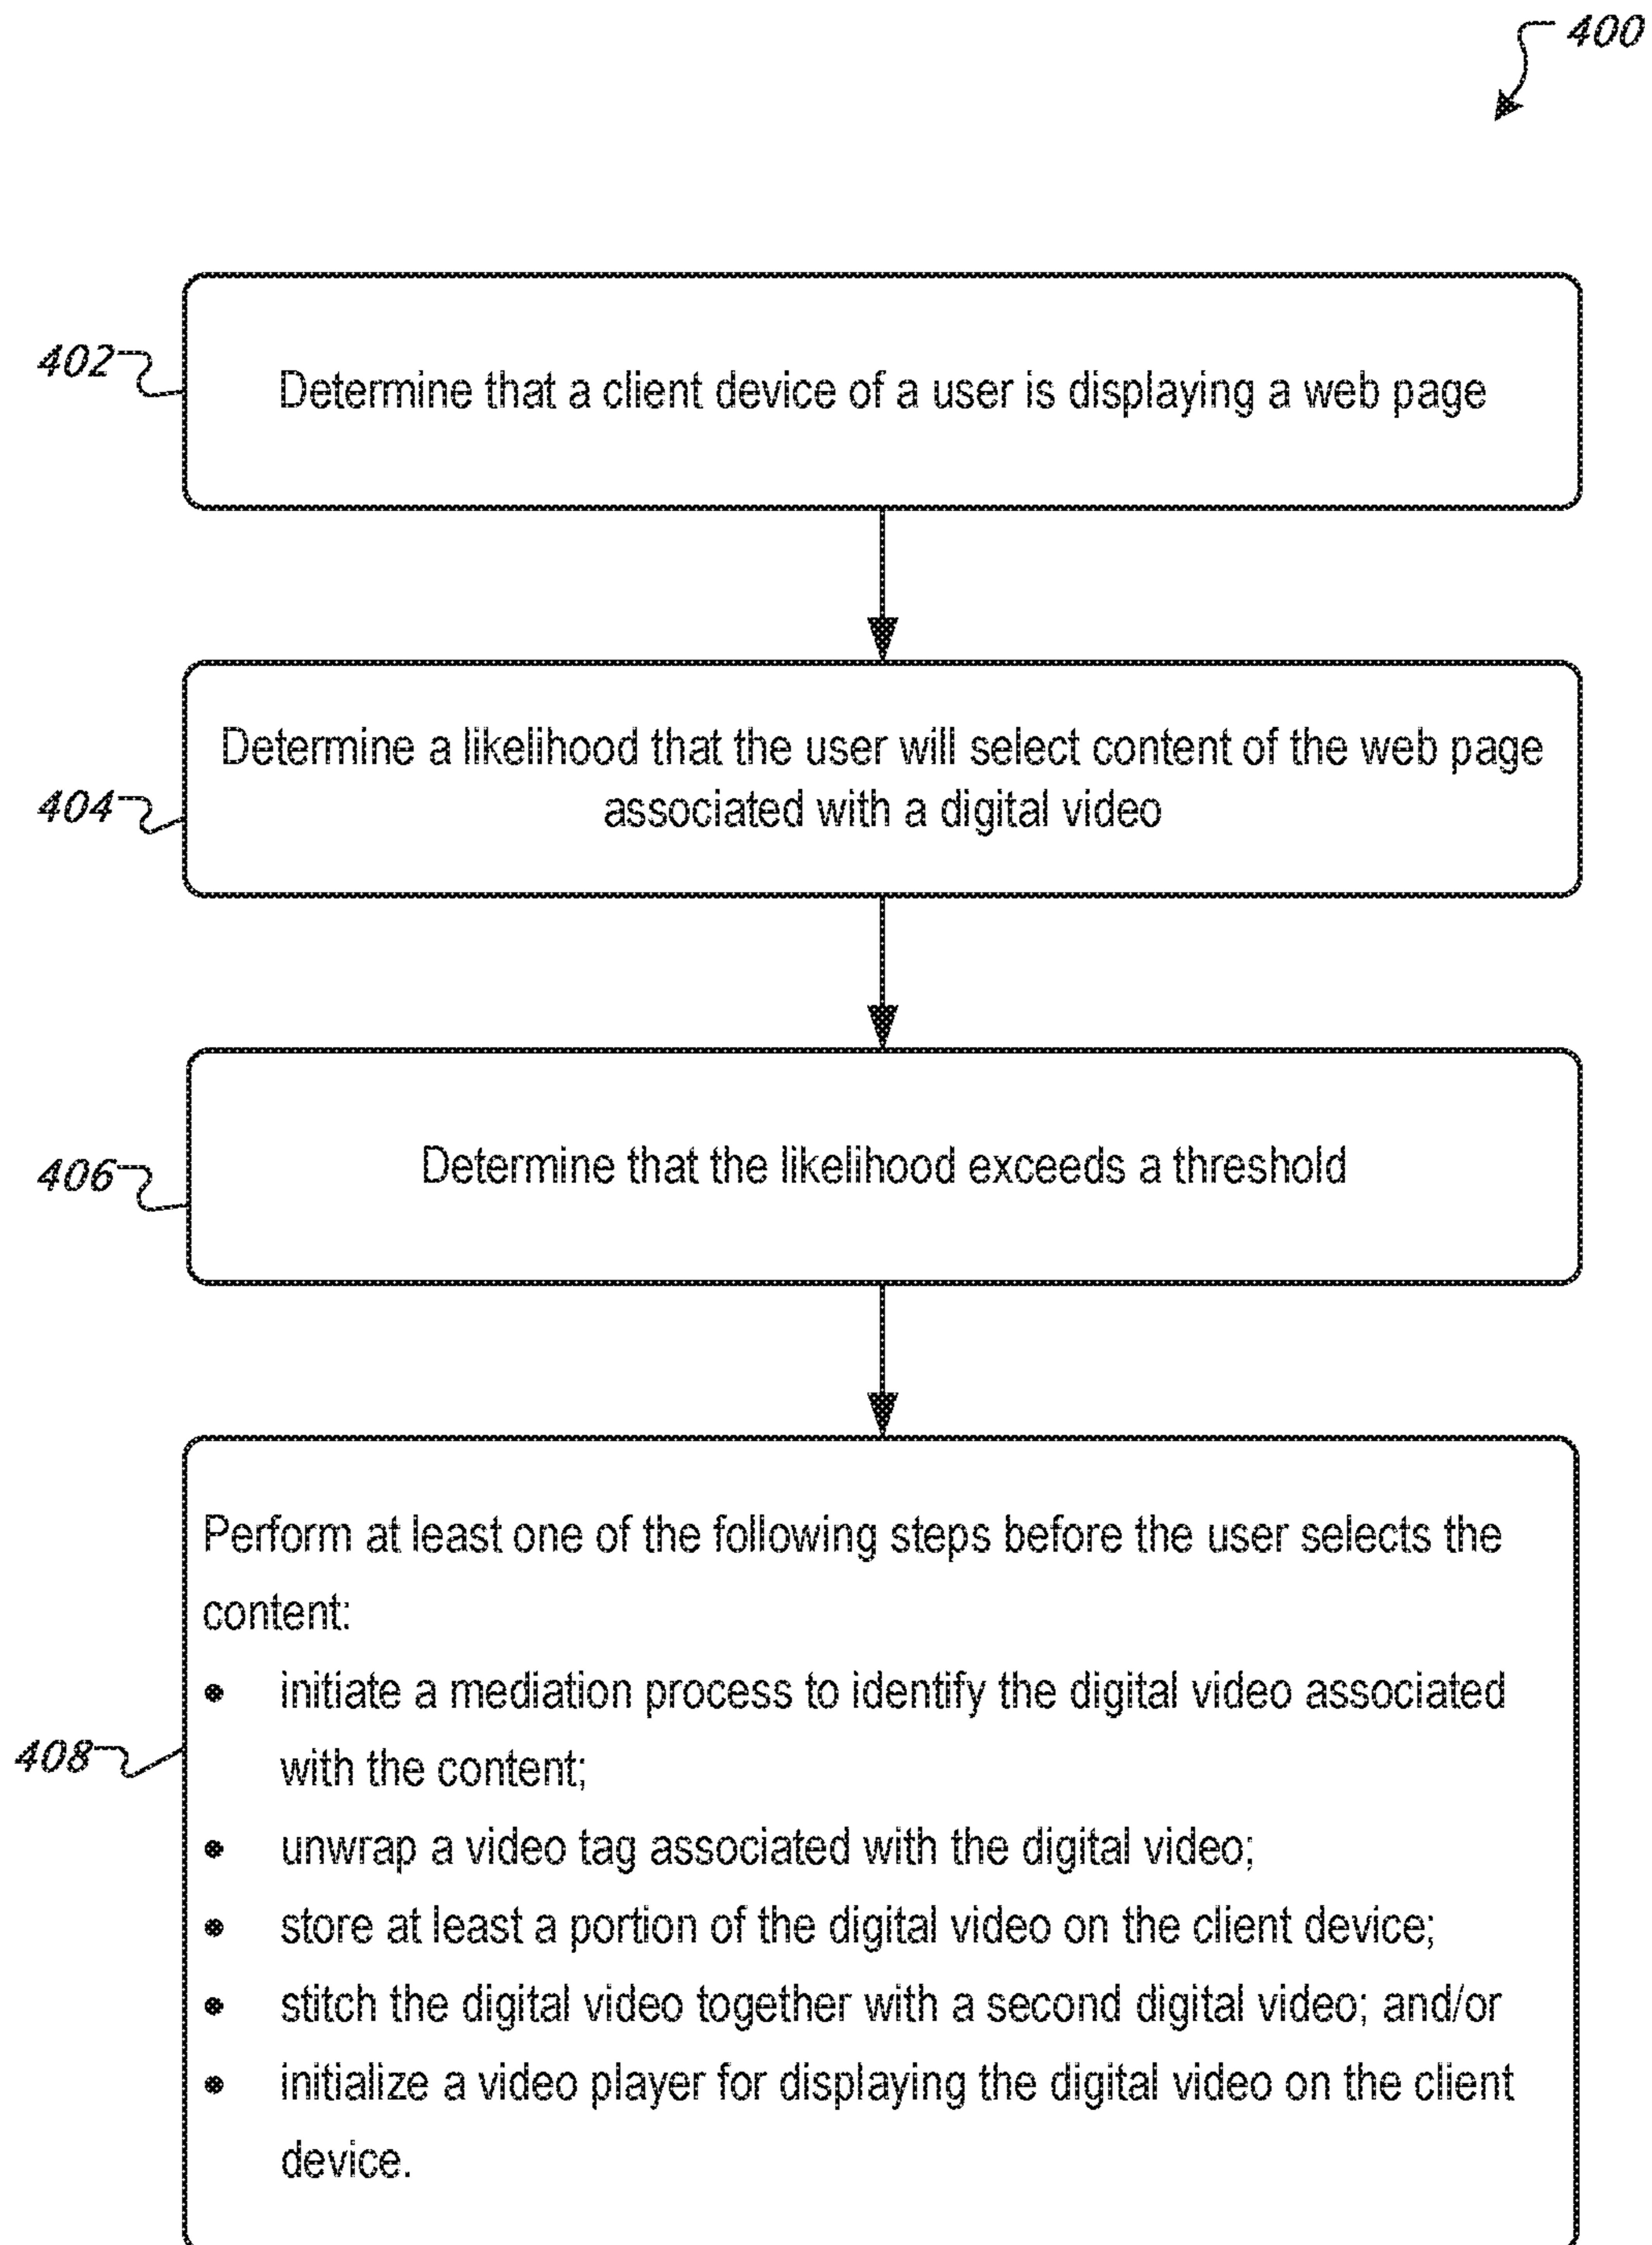 400
402
Determine that a client device of a user is displaying a web page
Determine a likelihood that the user will select content of the web page
associated with a digital video
404
406
Determine that the likelihood exceeds a threshold
Perform at least one of the following steps before the user selects the
content:
• initiate a mediation process to identify the digital video associated
with the content;
408
• unwrap a video tag associated with the digital video;
• store at least a portion of the digital video on the client device;
• stitch the digital video together with a second digital video; and/or
• initialize a video player for displaying the digital video on the client
device.